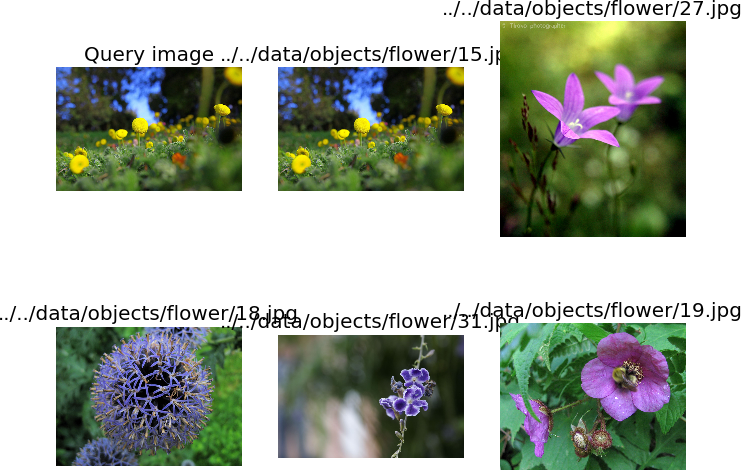 ../../data/objects/flower/27.jpg
Query image
../../data/objects/flower/15.jp
../../data/objects/flower/18.jpg
../../data/objects/flower/31.jpg
../../data/objects/flower/19.jpg